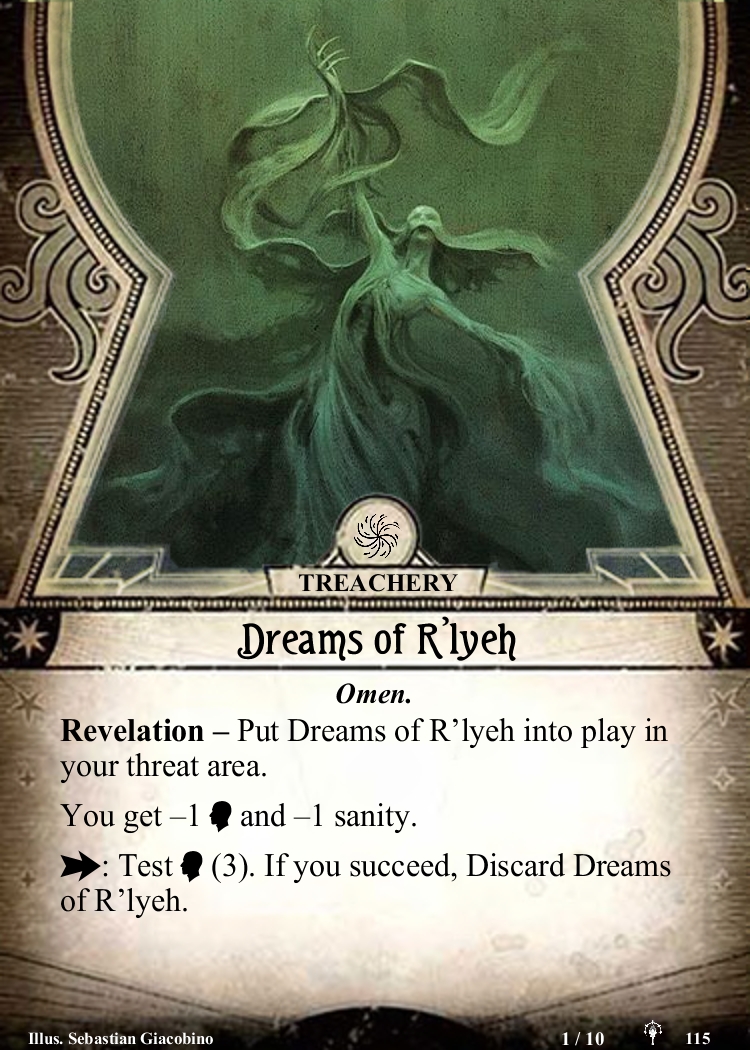 TREACHERY
Dreams of R'lyeh
Omen.
Revelation – Put Dreams of R’lyeh into play in
your threat area.
You get –1 and –1 sanity.
: Test (3). If you succeed, Discard Dreams
of R’lyeh.
Illus. Sebastian Giacobino
1 / 10
115